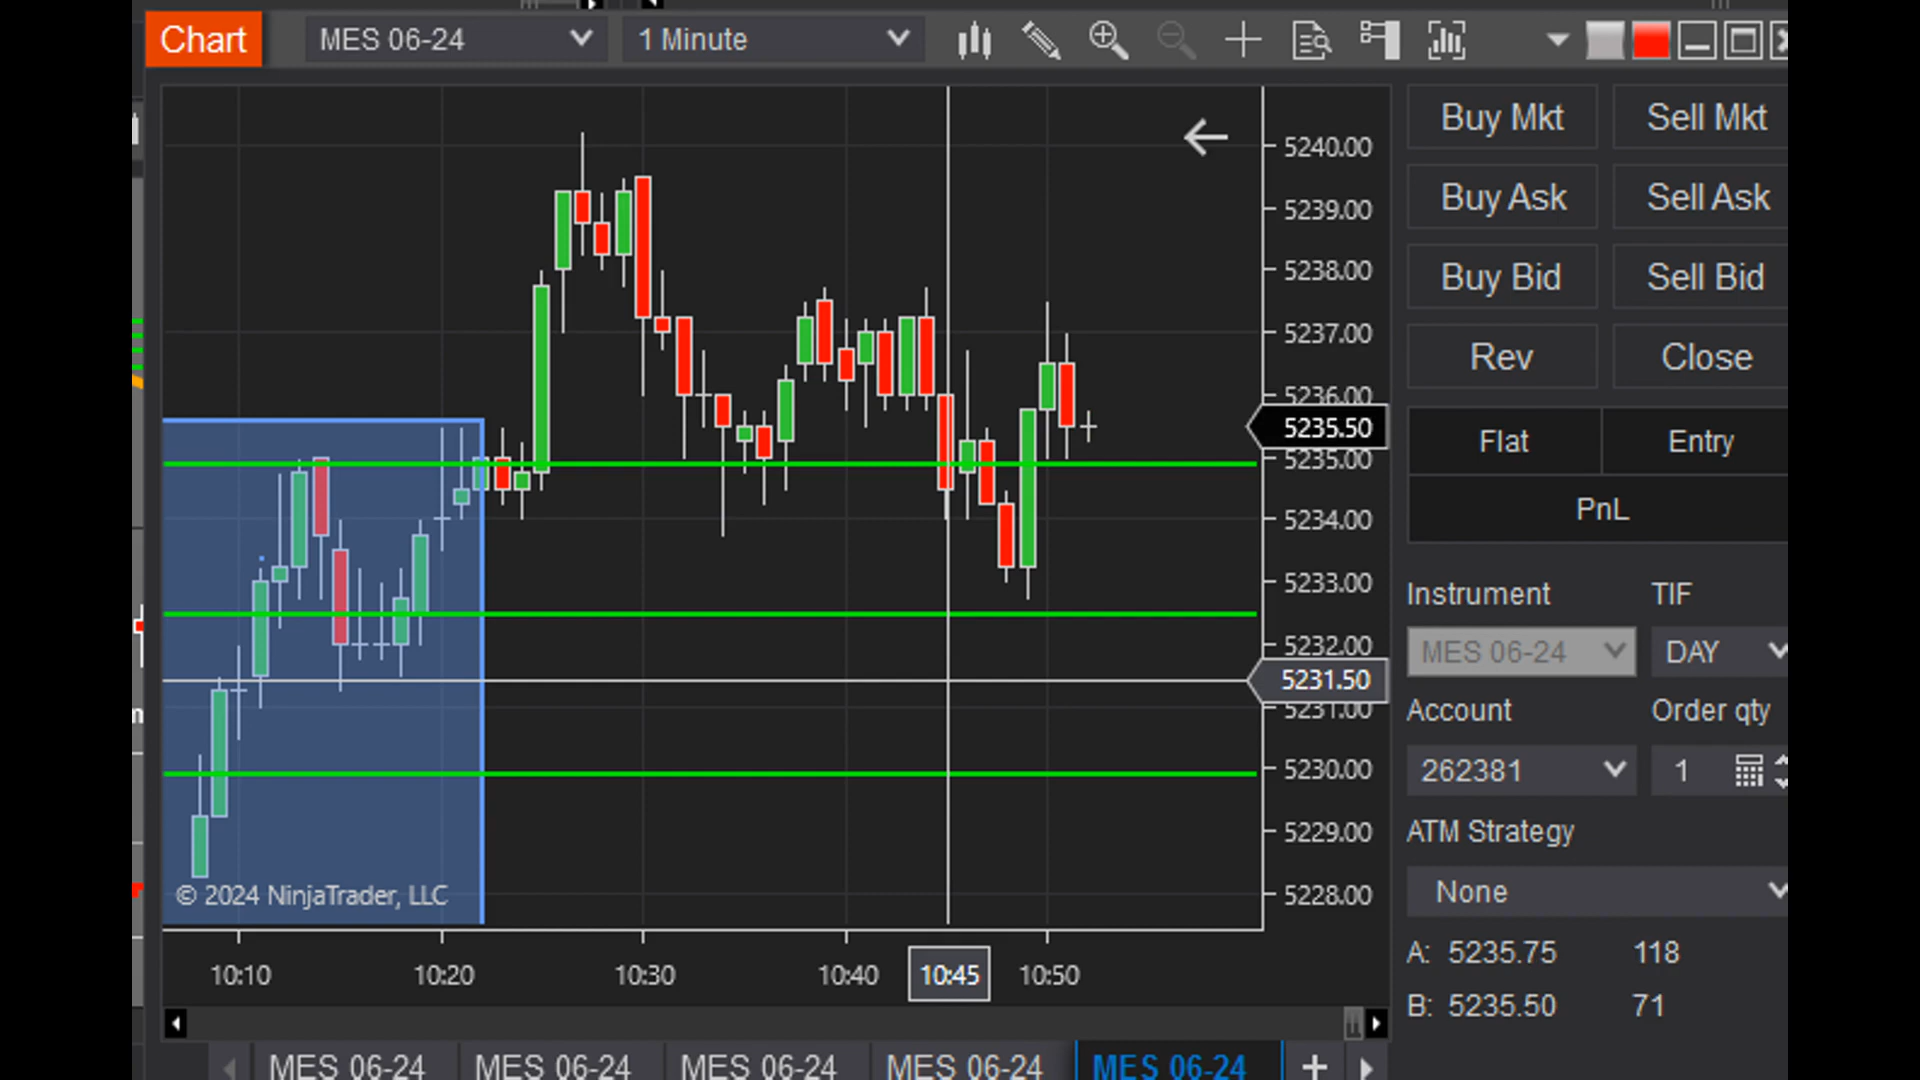 Chart MES 06-24 1 Minute
Buy Mkt Sell Mkt
Buy Ask Sell Ask
Buy Bid Sell Bid
Rev Close
Flat Entry
PnL
Instrument TIF
MES 06-24 DAY
Account Order qty
262381 1
ATM Strategy
None
A: 5235.75 118
B: 5235.50 71
5240.00
5239.00
5238.00
5237.00
5236.00
5235.50
5235.00
5234.00
5233.00
5232.00
5231.50
5231.00
5230.00
5229.00
5228.00
© 2024 NinjaTrader, LLC
10:10 10:20 10:30 10:40 10:45 10:50
MES 06-24 MES 06-24 MES 06-24 MES 06-24 MES 06-24 +